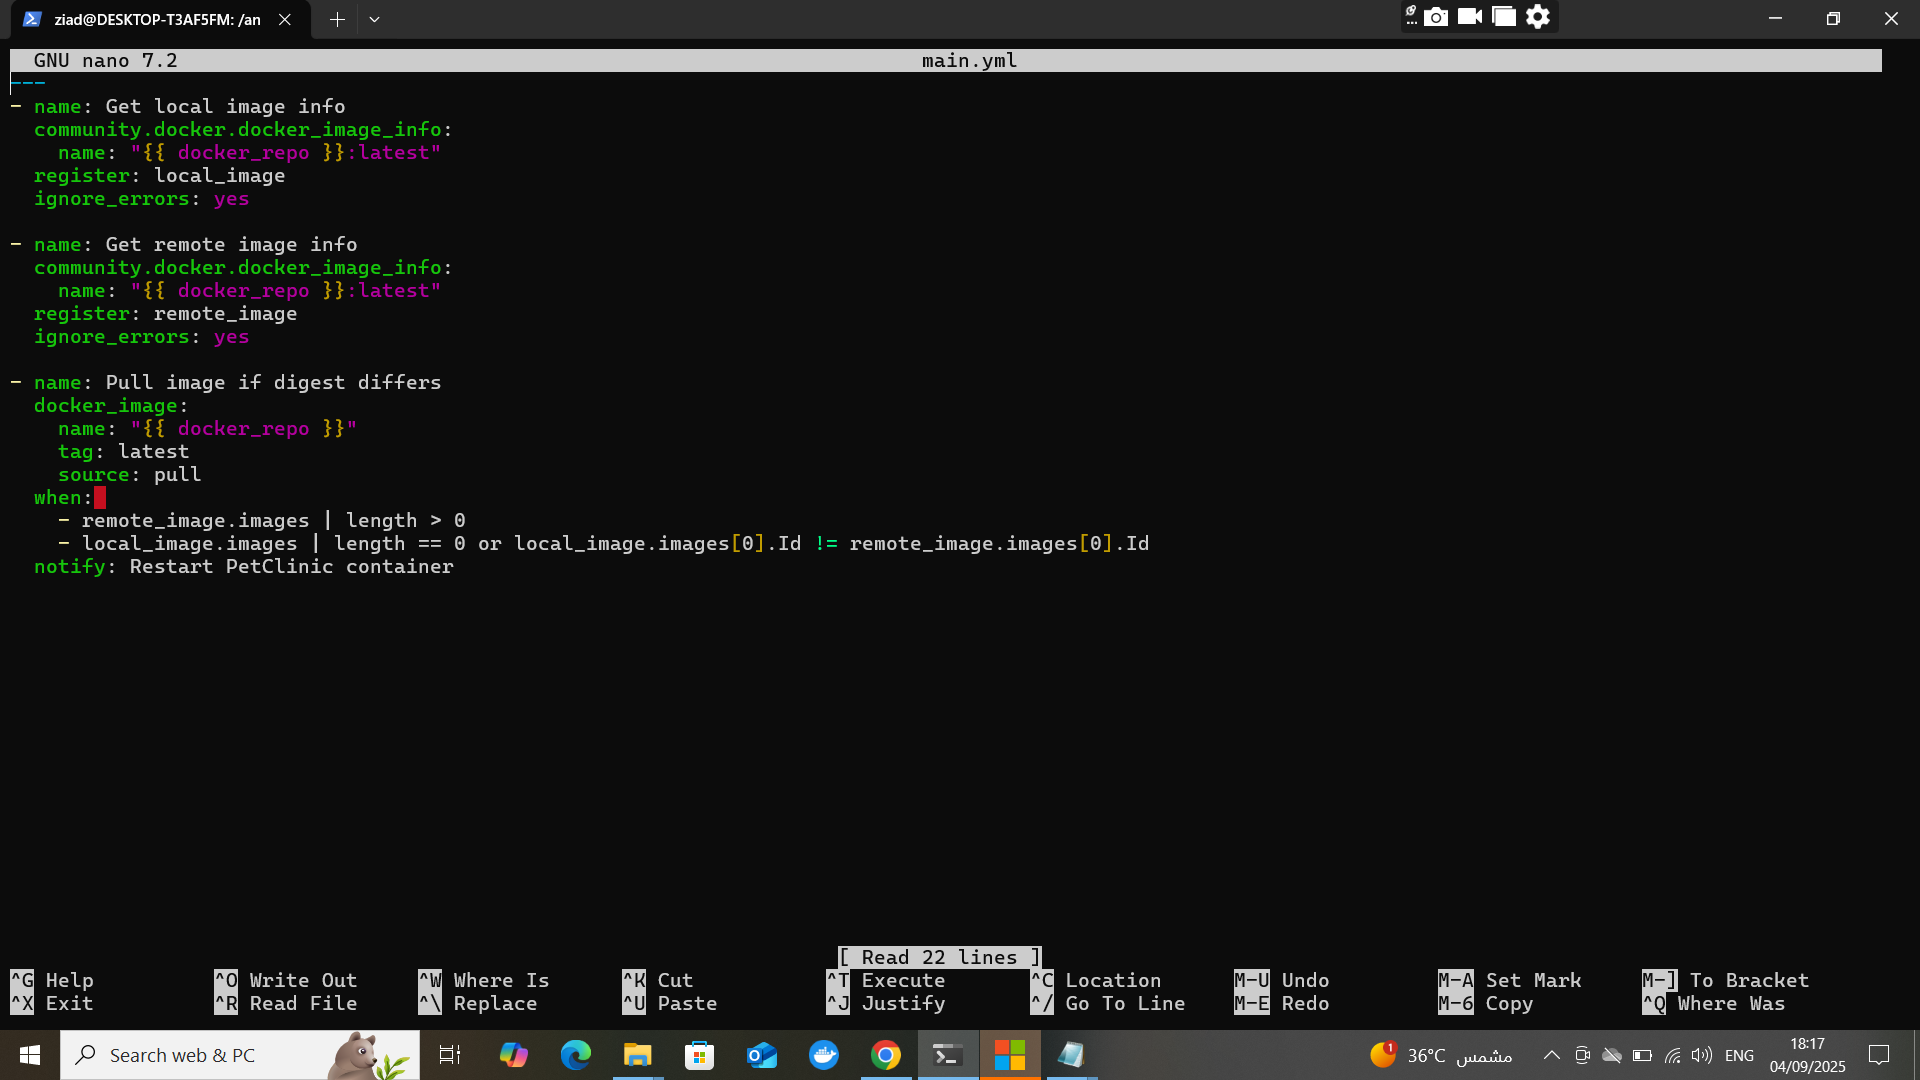 ziad@DESKTOP-T3AF5FM: /an
GNU nano 7.2 main.yml
---
- name: Get local image info
  community.docker.docker_image_info:
    name: "{{ docker_repo }}:latest"
  register: local_image
  ignore_errors: yes
- name: Get remote image info
  community.docker.docker_image_info:
    name: "{{ docker_repo }}:latest"
  register: remote_image
  ignore_errors: yes
- name: Pull image if digest differs
  docker_image:
    name: "{{ docker_repo }}"
    tag: latest
    source: pull
  when:
    - remote_image.images | length > 0
    - local_image.images | length == 0 or local_image.images[0].Id != remote_image.images[0].Id
  notify: Restart PetClinic container
[ Read 22 lines ]
^G Help ^O Write Out ^W Where Is ^K Cut ^T Execute ^C Location M-U Undo M-A Set Mark M-] To Bracket
^X Exit ^R Read File ^\ Replace ^U Paste ^J Justify ^/ Go To Line M-E Redo M-6 Copy ^Q Where Was
Search web & PC
1
36°C مشمس
ENG
18:17
04/09/2025